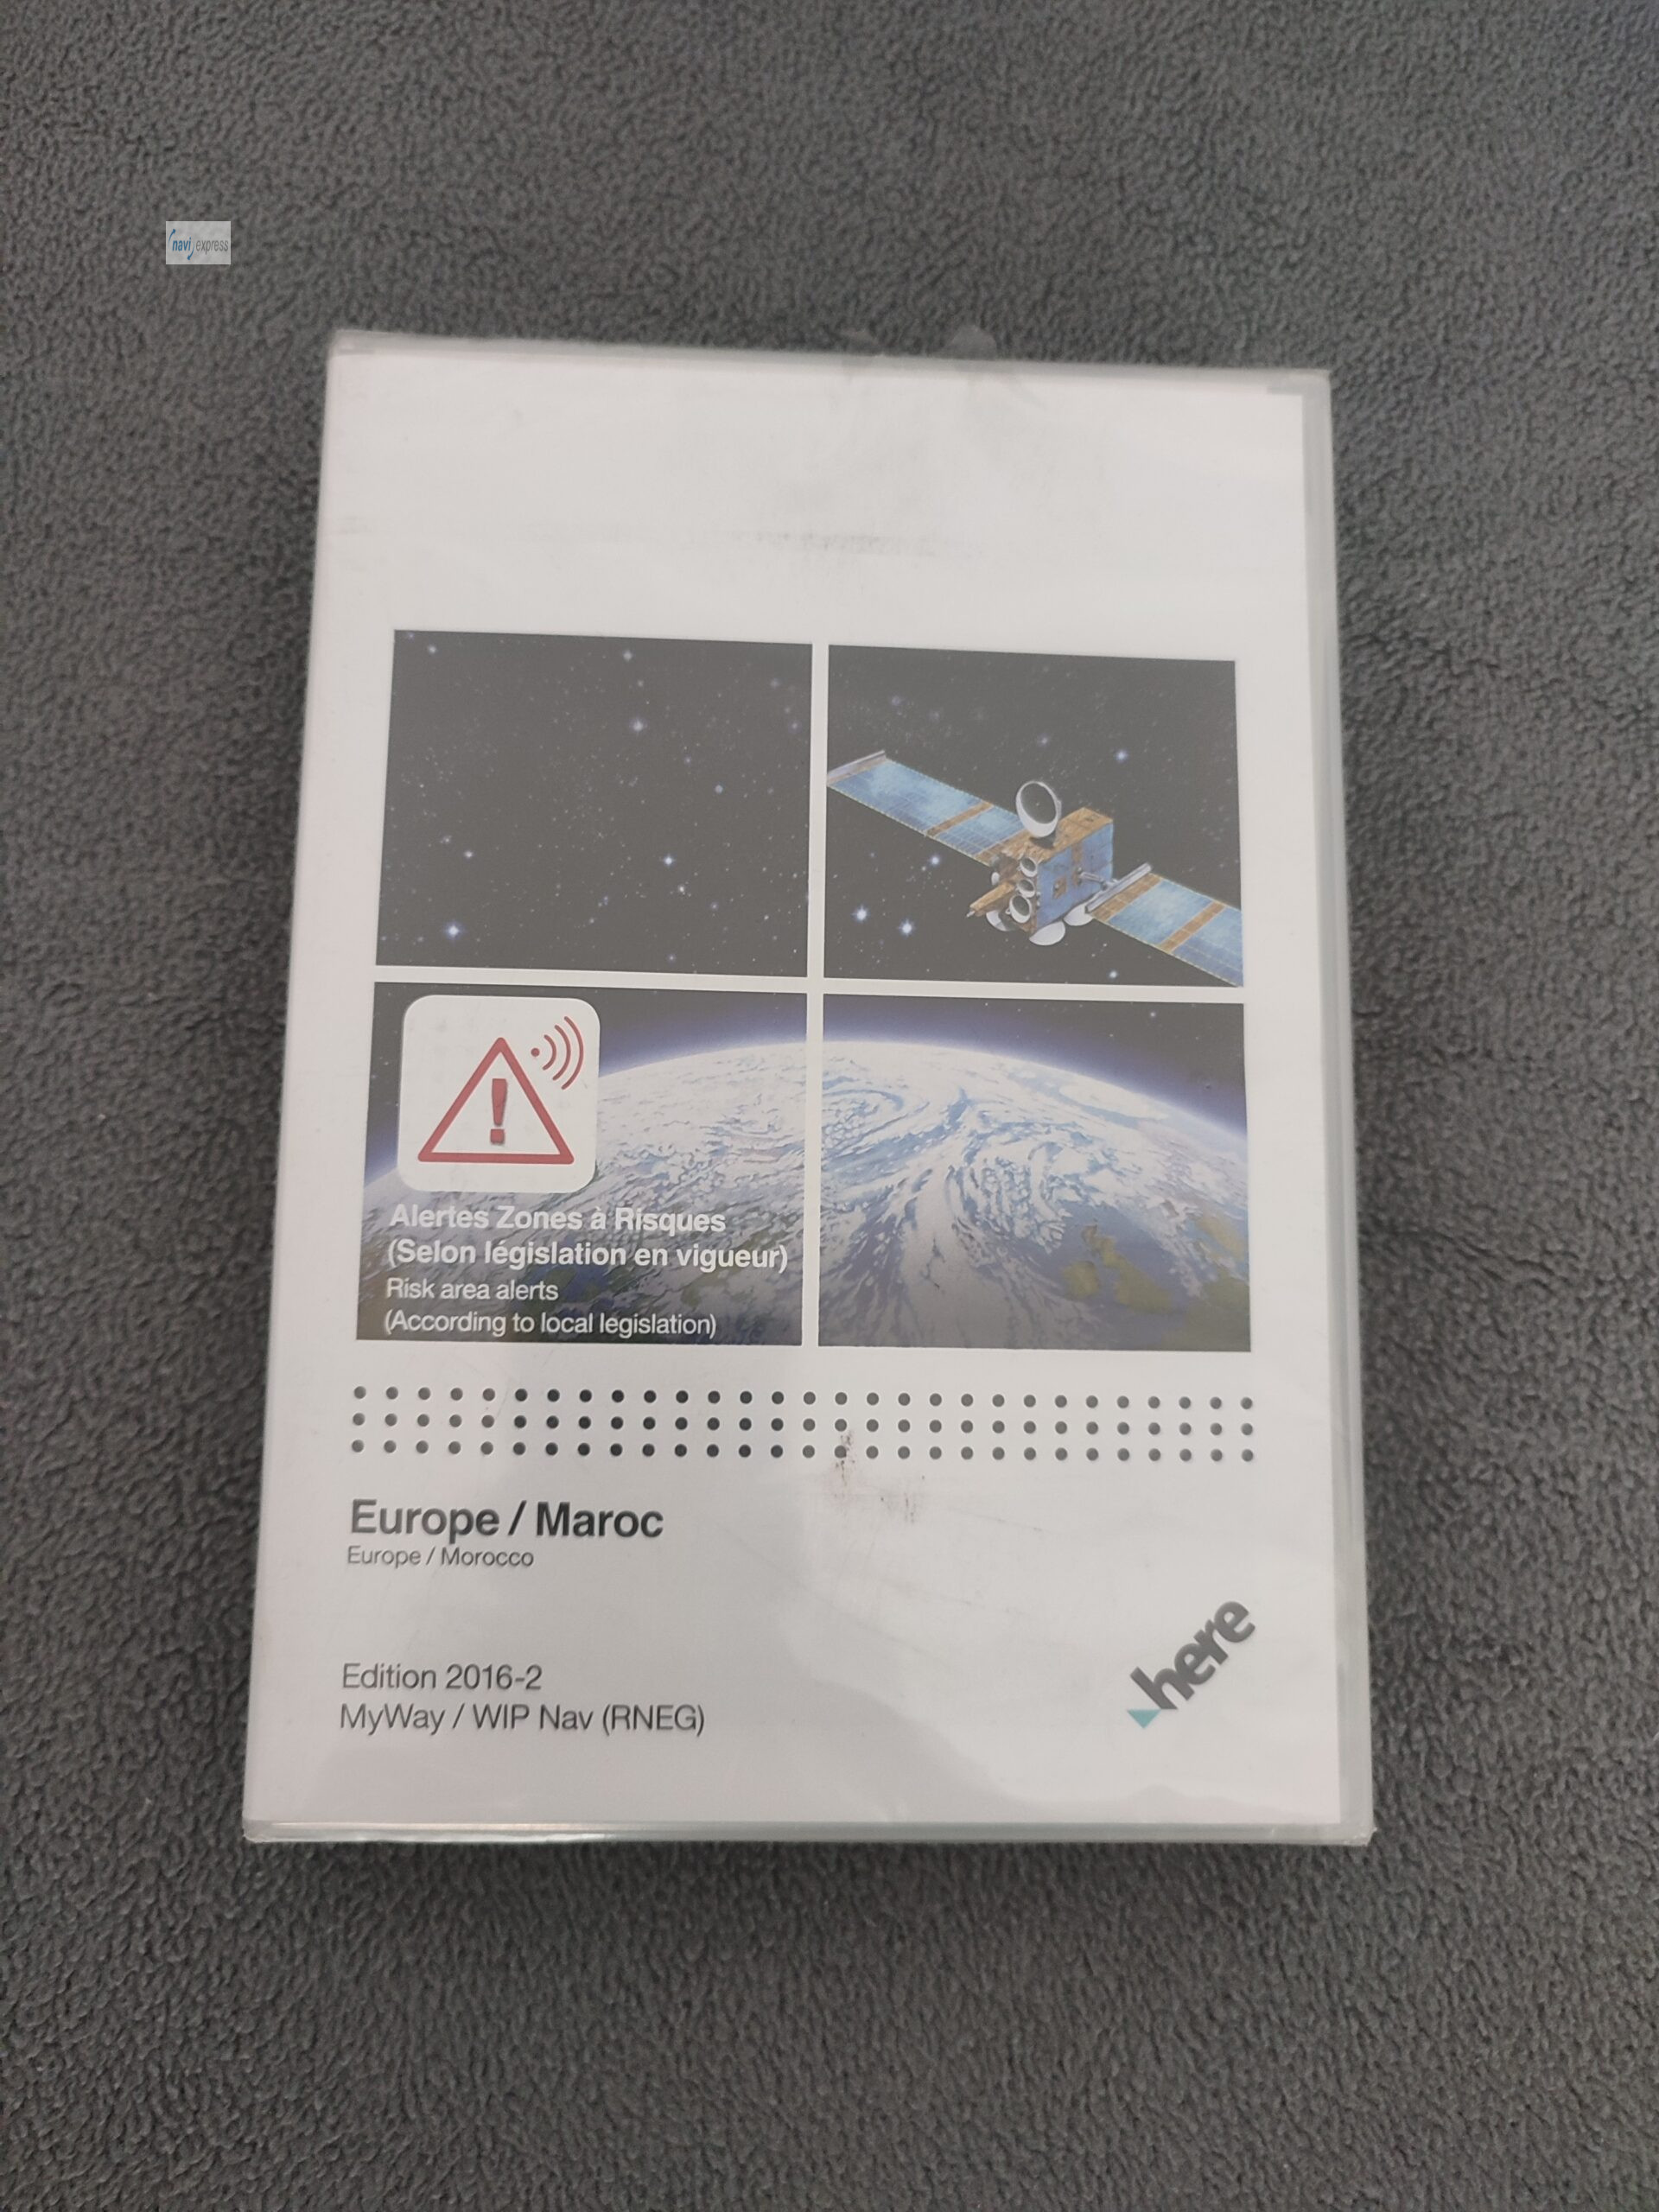 navi express
Alertes Zones à Risques
(Selon législation en vigueur)
Risk area alerts
(According to local legislation)
Europe / Maroc
Europe / Morocco
Edition 2016-2
MyWay / WIP Nav (RNEG)
here